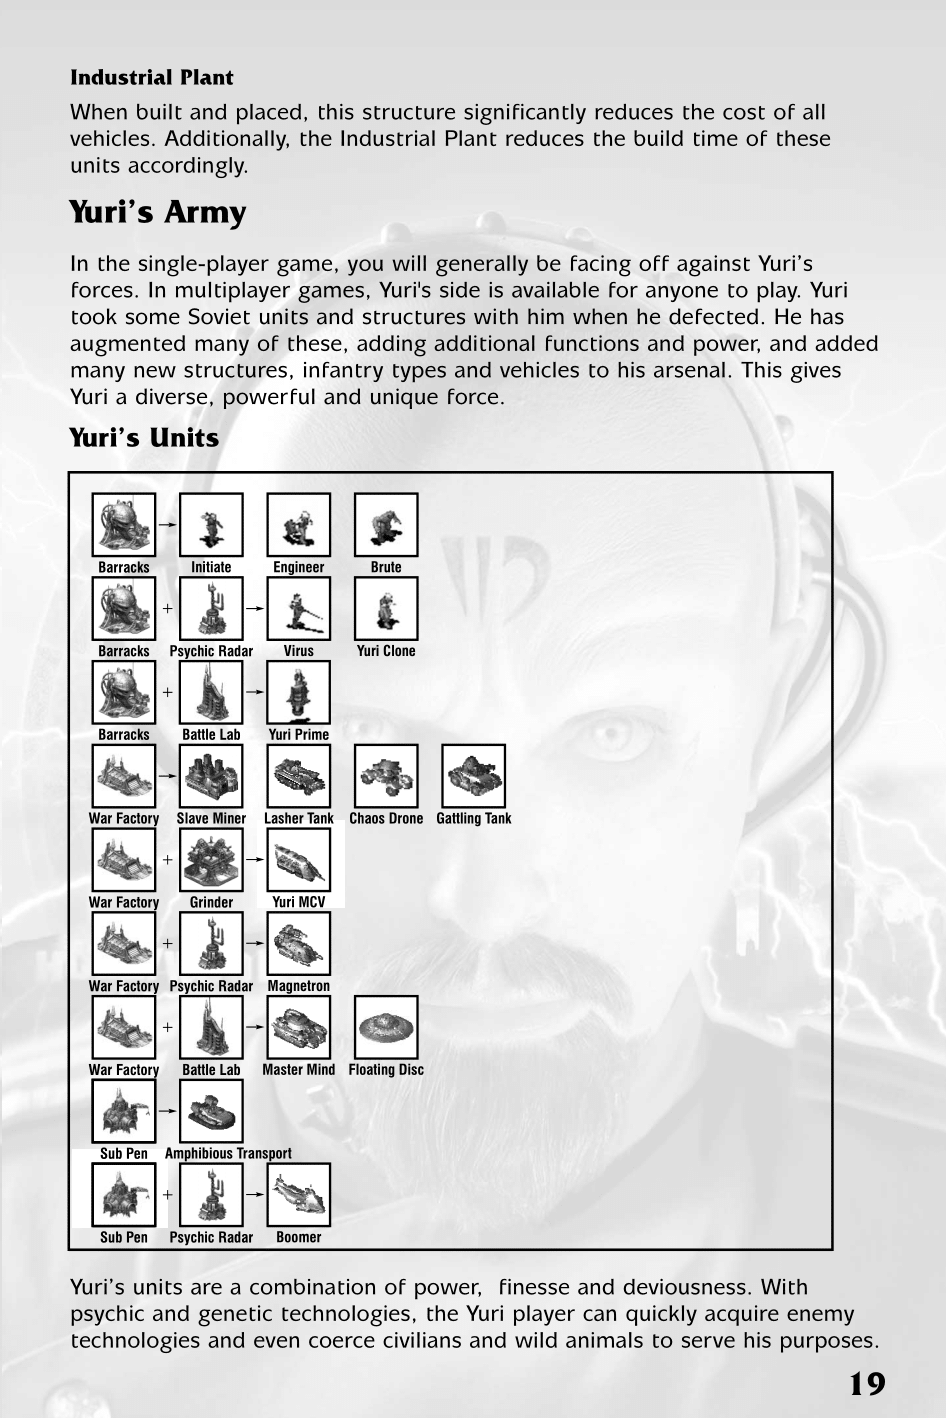 Industrial Plant
When built and placed, this structure significantly reduces the cost of all
vehicles. Additionally, the Industrial Plant reduces the build time of these
units accordingly.
Yuri’s Army
In the single-player game, you will generally be facing off against Yuri’s
forces. In multiplayer games, Yuri's side is available for anyone to play. Yuri
took some Soviet units and structures with him when he defected. He has
augmented many of these, adding additional functions and power, and added
many new structures, infantry types and vehicles to his arsenal. This gives
Yuri a diverse, powerful and unique force.
Yuri’s Units
Barracks Initiate Engineer Brute
+
Barracks Psychic Radar Virus Yuri Clone
+
Barracks Battle Lab Yuri Prime
War Factory Slave Miner Lasher Tank Chaos Drone Gattling Tank
+
War Factory Grinder Yuri MCV
+
War Factory Psychic Radar Magnetron
+
War Factory Battle Lab Master Mind Floating Disc
Sub Pen Amphibious Transport
+
Sub Pen Psychic Radar Boomer
Yuri’s units are a combination of power, finesse and deviousness. With
psychic and genetic technologies, the Yuri player can quickly acquire enemy
technologies and even coerce civilians and wild animals to serve his purposes.
19